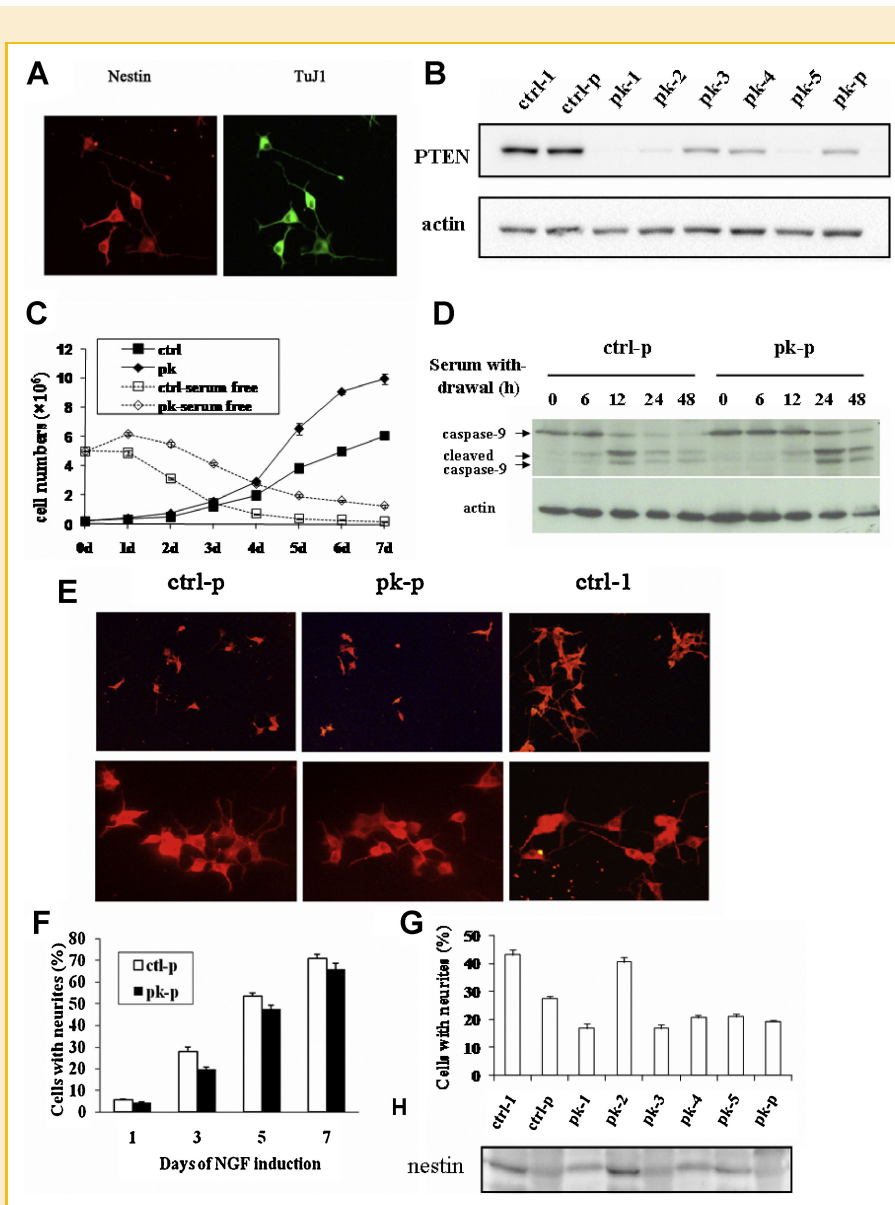 A
Nestin
TuJ1
B
ctrl-1
ctrl-p
pk-1
pk-2
pk-3
pk-4
pk-5
pk-p
PTEN
actin
C
12
10
8
6
4
2
0
cell numbers (×10⁶)
ctrl
pk
ctrl-serum free
pk-serum free
0d 1d 2d 3d 4d 5d 6d 7d
D
ctrl-p pk-p
Serum with-
drawal (h)
0 6 12 24 48 0 6 12 24 48
caspase-9
cleaved
caspase-9
actin
E
ctrl-p pk-p ctrl-1
F
80
70
60
50
40
30
20
10
0
Cells with neurites (%)
ctl-p
pk-p
1 3 5 7
Days of NGF induction
G
50
40
30
20
10
0
Cells with neurites (%)
ctrl-1
ctrl-p
pk-1
pk-2
pk-3
pk-4
pk-5
pk-p
H
nestin